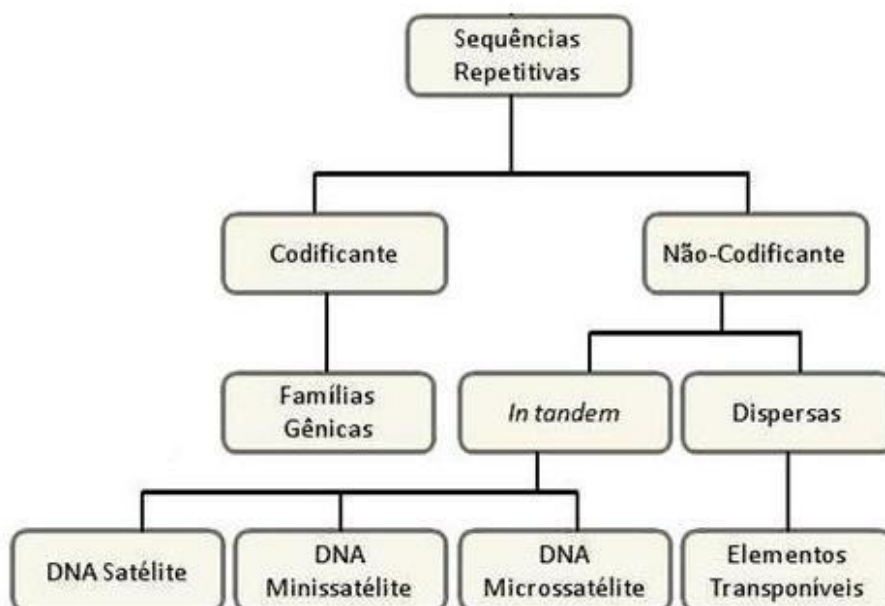 Sequências
Repetitivas
Codificante
Não-Codificante
Famílias
Gênicas
In tandem
Dispersas
DNA Satélite
DNA
Minissatélite
DNA
Microssatélite
Elementos
Transponíveis